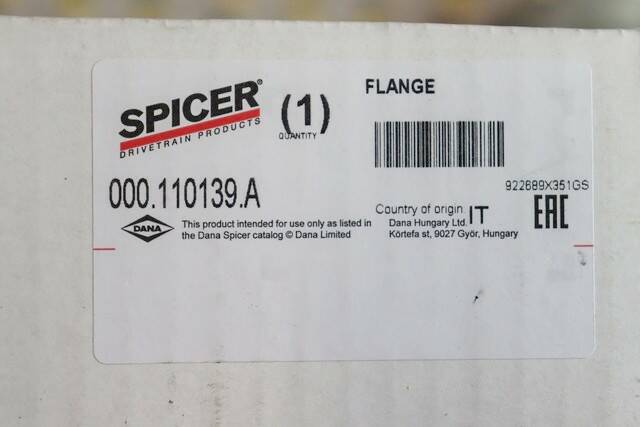 SPICER®
DRIVETRAIN PRODUCTS
(1)
QUANTITY
FLANGE
922689X351GS
000.110139.A
DANA
This product intended for use only as listed in
the Dana Spicer catalog © Dana Limited
Country of origin IT
Dana Hungary Ltd.
Körtefa st, 9027 Györ, Hungary
EAC